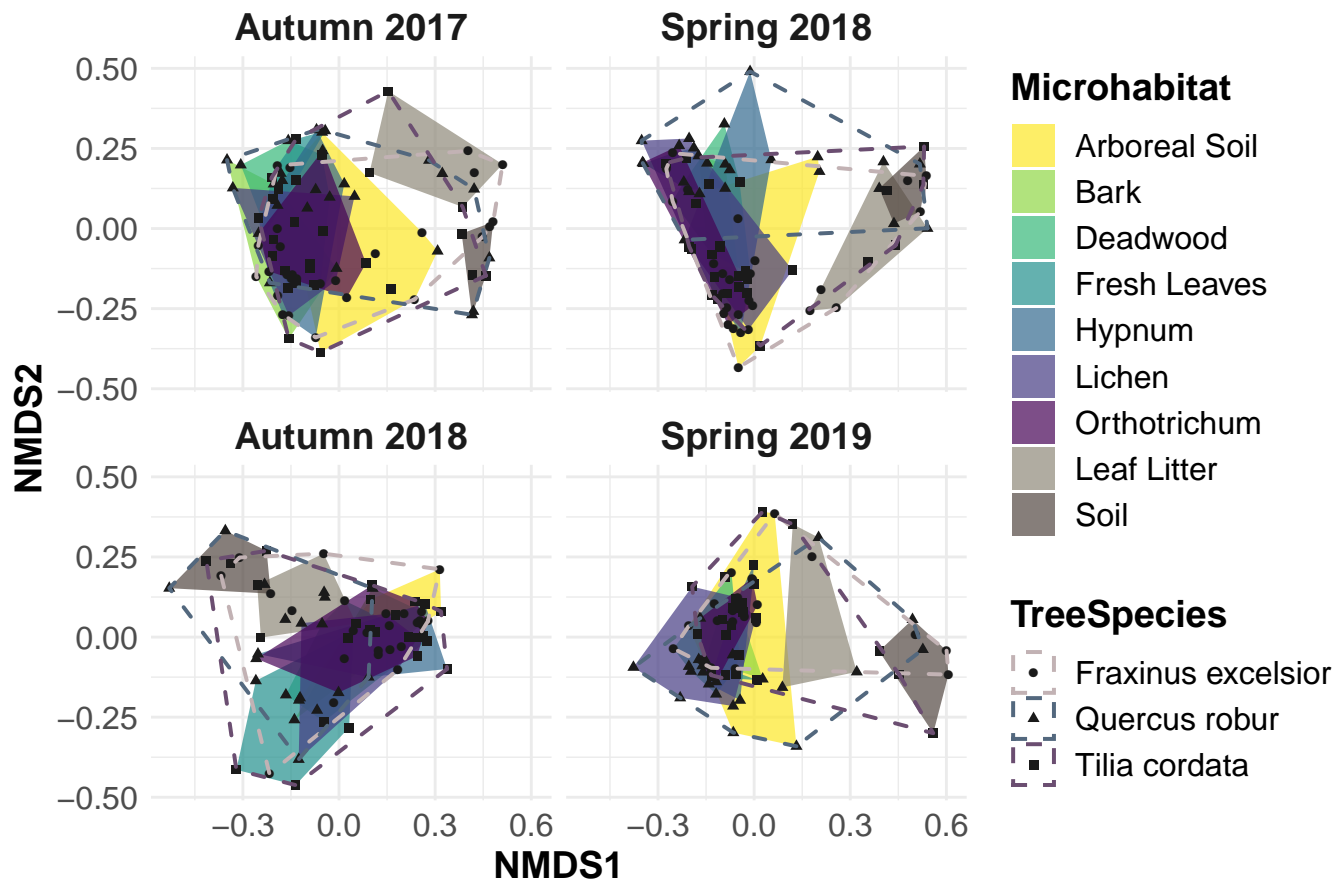 Autumn 2017
Spring 2018
0.50
0.25
0.00
−0.25
−0.50
Autumn 2018
Spring 2019
0.50
0.25
0.00
−0.25
−0.50
−0.3
0.0
0.3
0.6
−0.3
0.0
0.3
0.6
NMDS1
NMDS2
Microhabitat
Arboreal Soil
Bark
Deadwood
Fresh Leaves
Hypnum
Lichen
Orthotrichum
Leaf Litter
Soil
TreeSpecies
Fraxinus excelsior
Quercus robur
Tilia cordata